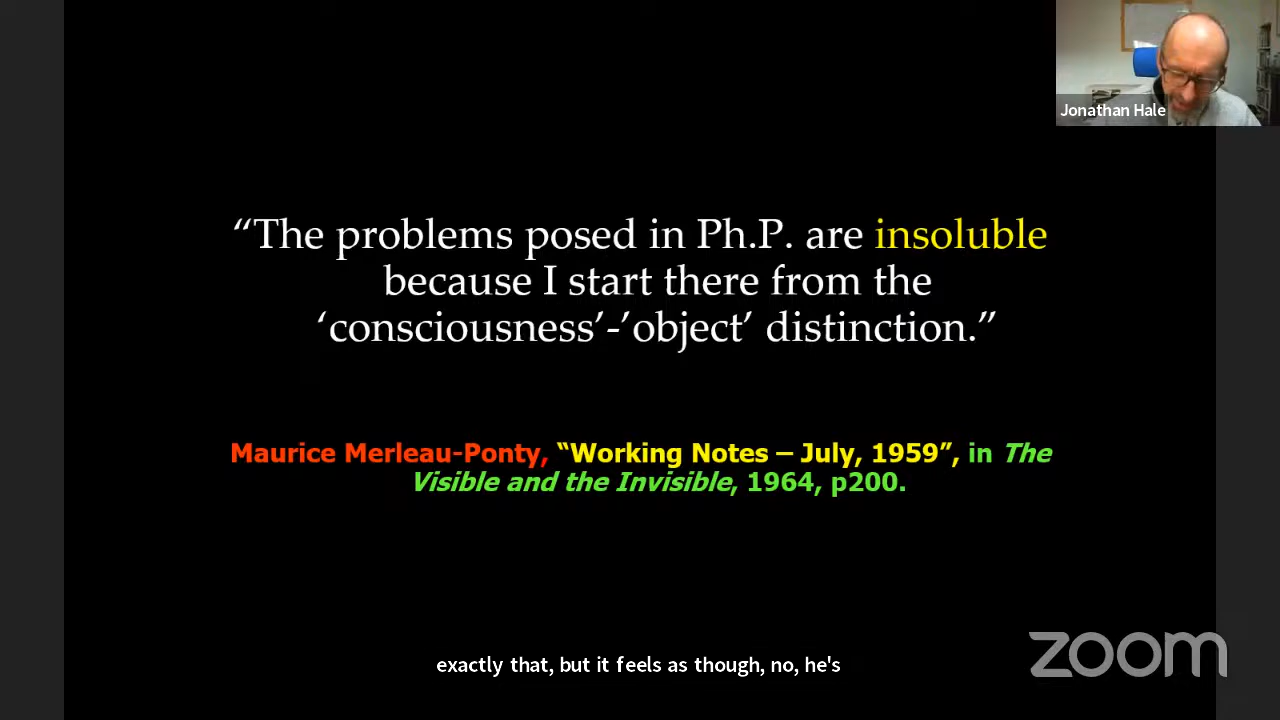 Jonathan Hale
“The problems posed in Ph.P. are insoluble
because I start there from the
‘consciousness’-’object’ distinction.”
Maurice Merleau-Ponty, “Working Notes – July, 1959”, in The
Visible and the Invisible, 1964, p200.
exactly that, but it feels as though, no, he's
zoom